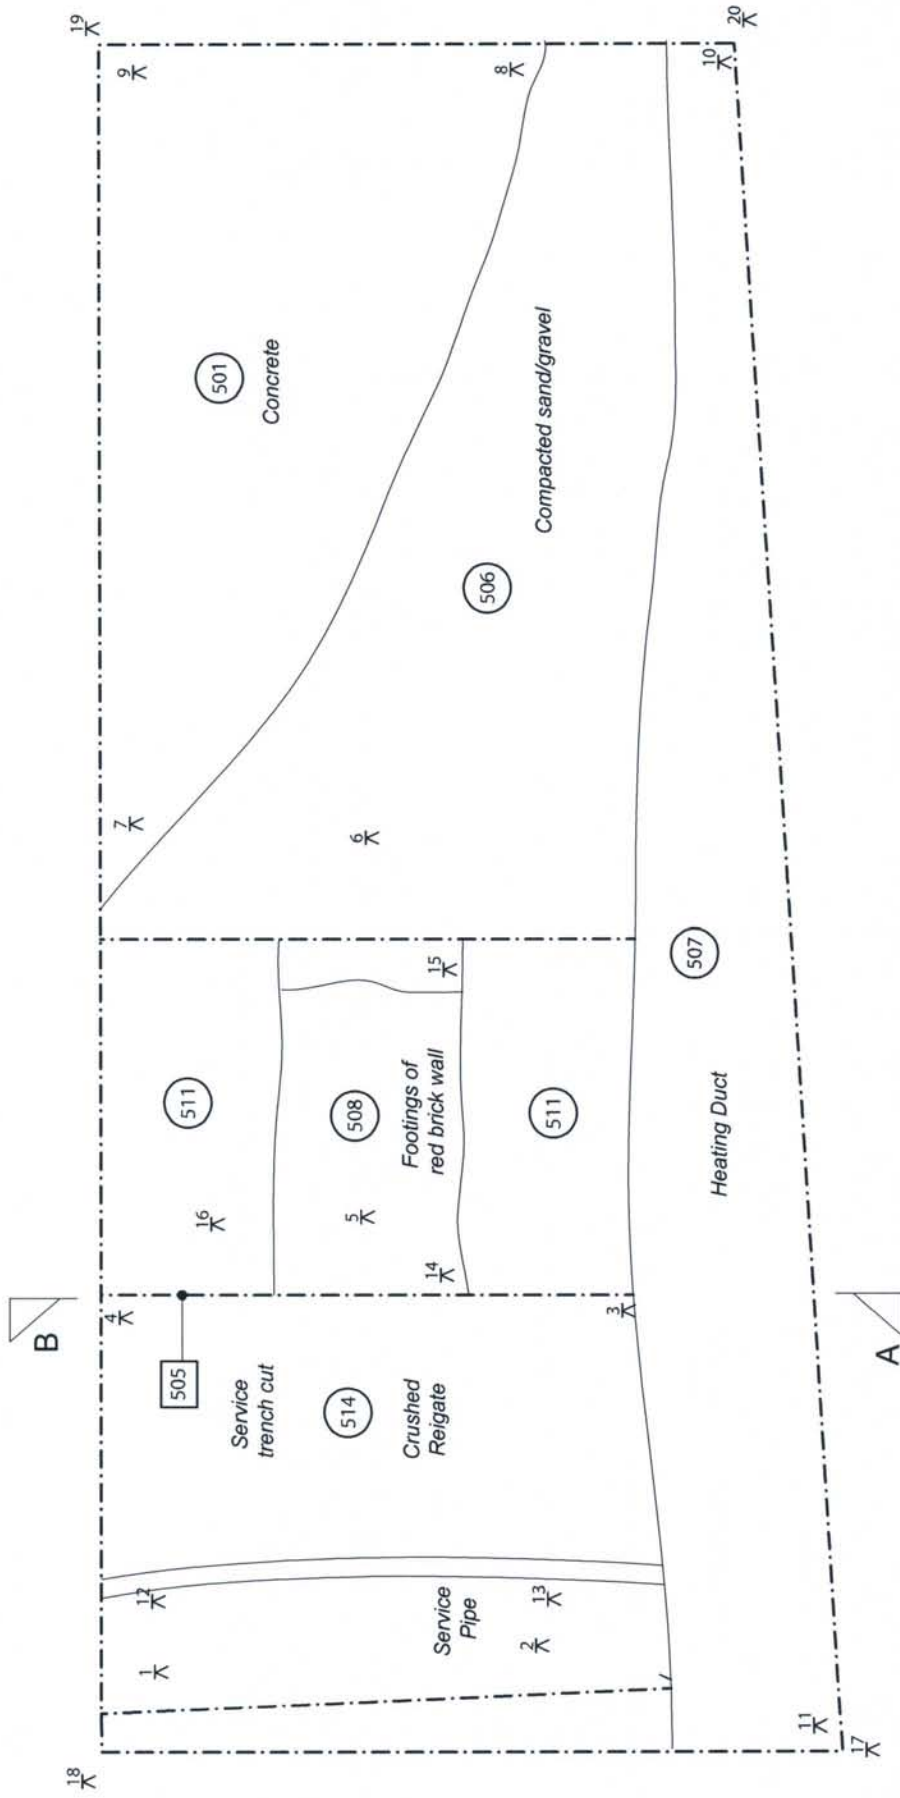 18
19
9
7
4
12
1
B
505
Service
trench cut
16
511
501
Concrete
514
Crushed
Reigate
5
508
Footings of
red brick wall
6
14
15
Service
Pipe
506
Compacted sand/gravel
8
2
13
511
3
507
Heating Duct
10
20
11
17
A